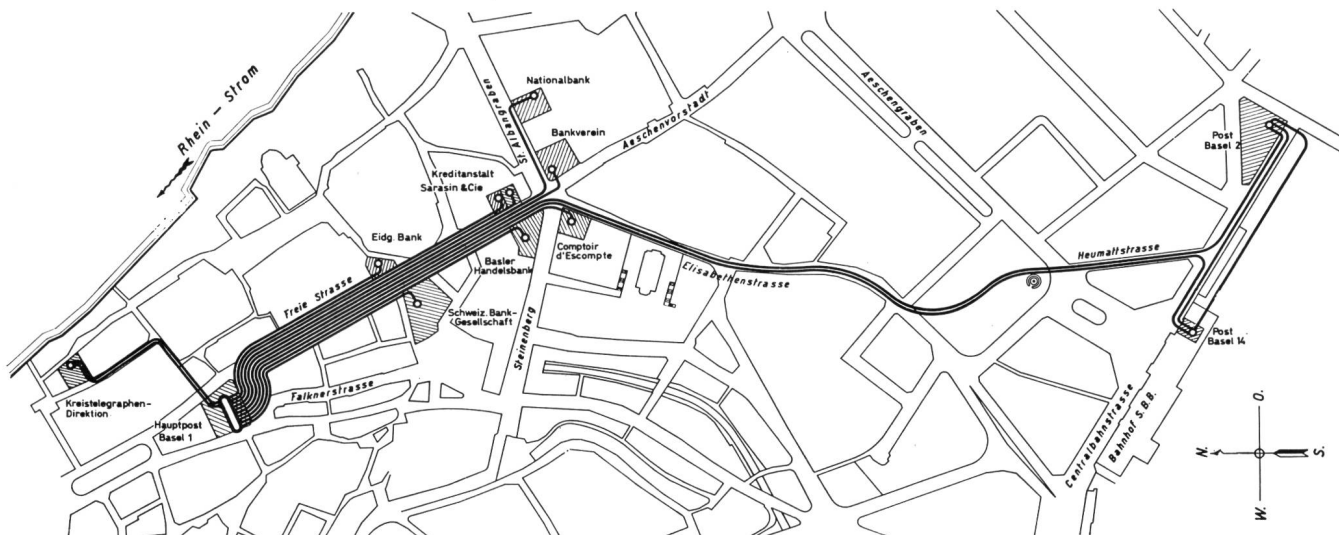 Rhein – Strom
St. Albangraben
Nationalbank
Bankverein
Aeschenvorstadt
Aeschengraben
Post
Basel 2
Kreditanstalt
Sarasin & Cie
Eidg. Bank
Freie Strasse
Basler
Handelsbank
Comptoir
d'Escompte
Elisabethenstrasse
Heumattstrasse
Schweiz. Bank-
Gesellschaft
Steinenberg
Post
Basel 14
Kreistelegraphen-
Direktion
Hauptpost
Basel 1
Falknerstrasse
Centralbahnstrasse
Bahnhof S.B.B.
N.
O.
S.
W.